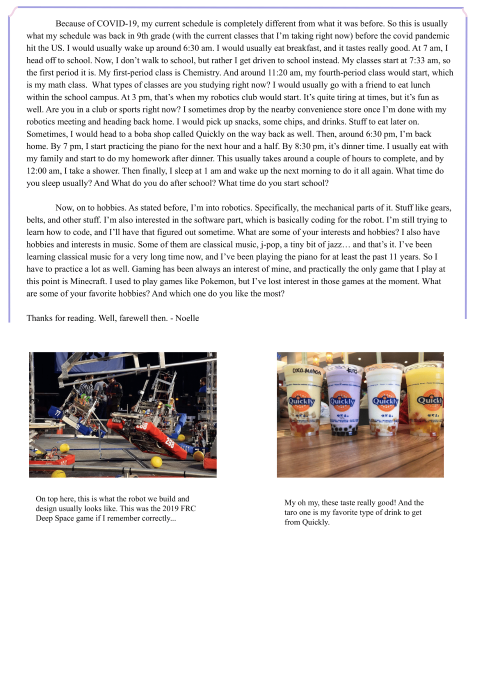 Because of COVID-19, my current schedule is completely different from what it was before. So this is usually
what my schedule was back in 9th grade (with the current classes that I'm taking right now) before the covid pandemic
hit the US. I would usually wake up around 6:30 am. I would usually eat breakfast, and it tastes really good. At 7 am, I
head off to school. Now, I don't walk to school, but rather I get driven to school instead. My classes start at 7:33 am, so
the first period it is. My first-period class is Chemistry. And around 11:20 am, my fourth-period class would start, which
is my math class.  What types of classes are you studying right now? I would usually go with a friend to eat lunch
within the school campus. At 3 pm, that's when my robotics club would start. It's quite tiring at times, but it's fun as
well. Are you in a club or sports right now? I sometimes drop by the nearby convenience store once I'm done with my
robotics meeting and heading back home. I would pick up snacks, some chips, and drinks. Stuff to eat later on.
Sometimes, I would head to a boba shop called Quickly on the way back as well. Then, around 6:30 pm, I'm back
home. By 7 pm, I start practicing the piano for the next hour and a half. By 8:30 pm, it's dinner time. I usually eat with
my family and start to do my homework after dinner. This usually takes around a couple of hours to complete, and by
12:00 am, I take a shower. Then finally, I sleep at 1 am and wake up the next morning to do it all again. What time do
you sleep usually? And What do you do after school? What time do you start school?
Now, on to hobbies. As stated before, I'm into robotics. Specifically, the mechanical parts of it. Stuff like gears,
belts, and other stuff. I'm also interested in the software part, which is basically coding for the robot. I'm still trying to
learn how to code, and I'll have that figured out sometime. What are some of your interests and hobbies? I also have
hobbies and interests in music. Some of them are classical music, j-pop, a tiny bit of jazz… and that's it. I've been
learning classical music for a very long time now, and I've been playing the piano for at least the past 11 years. So I
have to practice a lot as well. Gaming has been always an interest of mine, and practically the only game that I play at
this point is Minecraft. I used to play games like Pokemon, but I've lost interest in those games at the moment. What
are some of your favorite hobbies? And which one do you like the most?
Thanks for reading. Well, farewell then. - Noelle
Quickly Quickly Quickly Quickly
On top here, this is what the robot we build and
design usually looks like. This was the 2019 FRC
Deep Space game if I remember correctly...
My oh my, these taste really good! And the
taro one is my favorite type of drink to get
from Quickly.